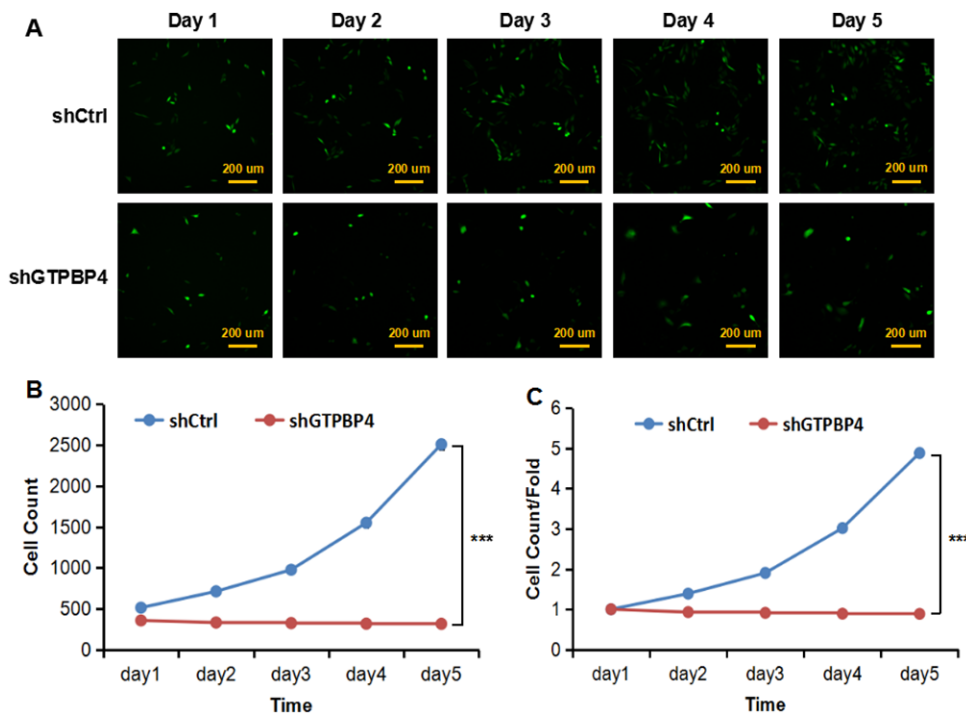 A
Day 1 Day 2 Day 3 Day 4 Day 5
shCtrl
200 um 200 um 200 um 200 um 200 um
shGTPBP4
200 um 200 um 200 um 200 um 200 um
B
shCtrl shGTPBP4
3000
2500
2000
1500
1000
500
0
Cell Count
***
day1 day2 day3 day4 day5
Time
C
shCtrl shGTPBP4
6
5
4
3
2
1
0
Cell Count/Fold
***
day1 day2 day3 day4 day5
Time